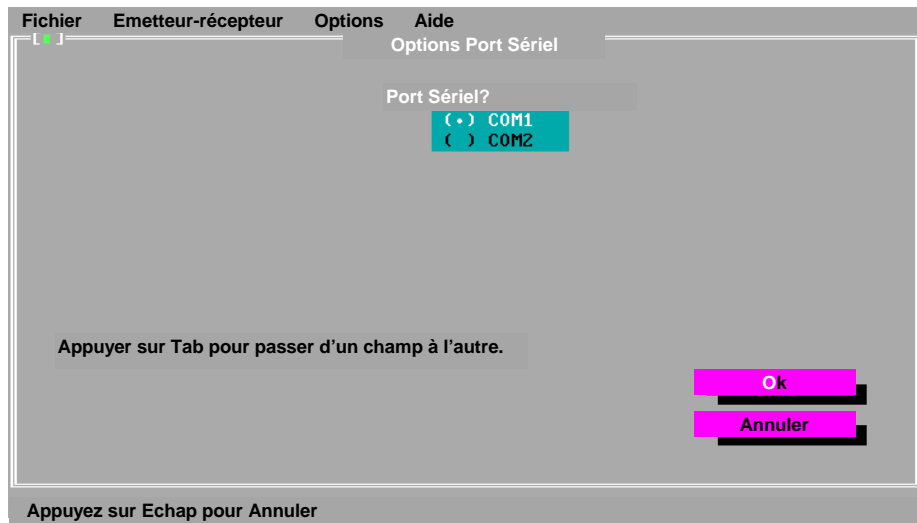 Fichier Emetteur-récepteur Options Aide
[■]
Options Port Sériel
Port Sériel?
(•) COM1
( ) COM2
Appuyer sur Tab pour passer d'un champ à l'autre.
Ok
Annuler
Appuyez sur Echap pour Annuler